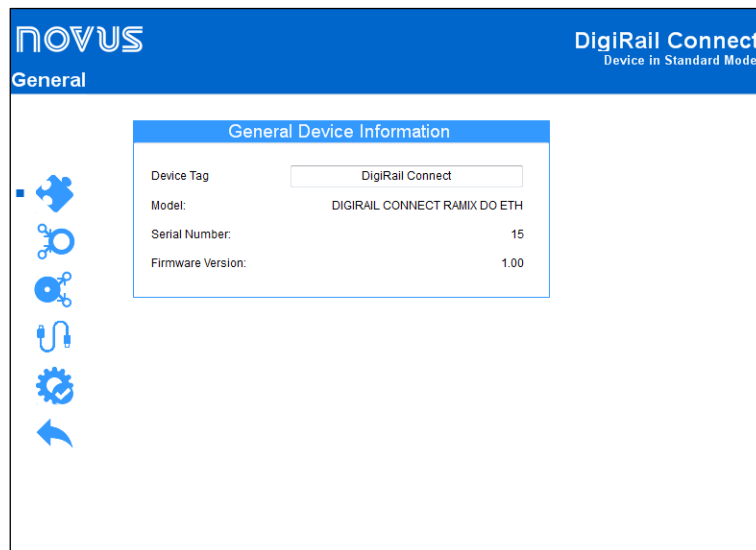 NOVUS
DigiRail Connect
Device in Standard Mode
General
General Device Information
Device Tag DigiRail Connect
Model: DIGIRAIL CONNECT RAMIX DO ETH
Serial Number: 15
Firmware Version: 1.00